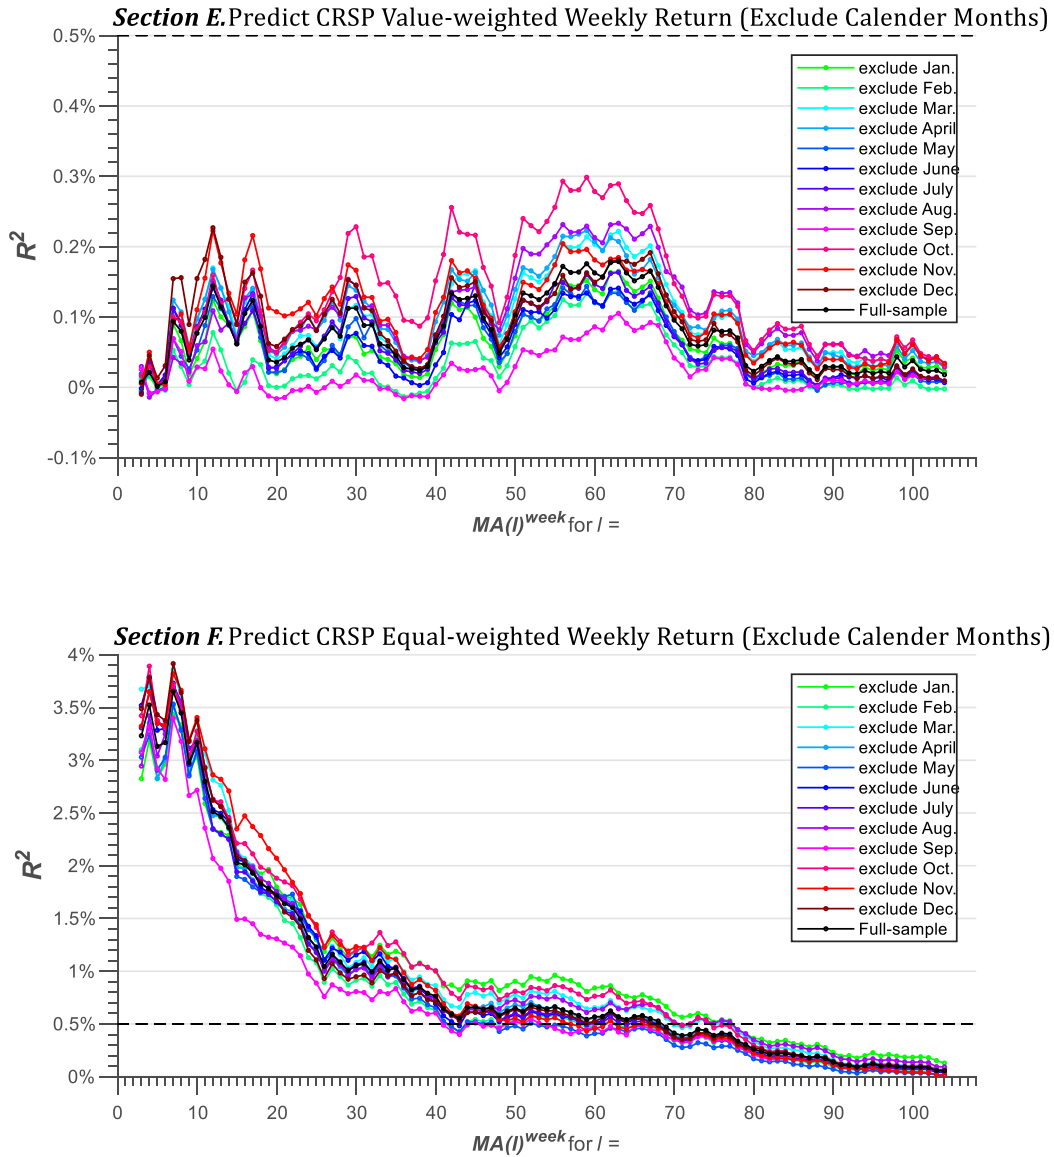 Section E. Predict CRSP Value-weighted Weekly Return (Exclude Calender Months)
0.5%
0.4%
0.3%
0.2%
0.1%
0%
-0.1%
R²
exclude Jan.
exclude Feb.
exclude Mar.
exclude April
exclude May
exclude June
exclude July
exclude Aug.
exclude Sep.
exclude Oct.
exclude Nov.
exclude Dec.
Full-sample
0 10 20 30 40 50 60 70 80 90 100
MA(l)^week for l =
Section F. Predict CRSP Equal-weighted Weekly Return (Exclude Calender Months)
4%
3.5%
3%
2.5%
2%
1.5%
1%
0.5%
0%
R²
exclude Jan.
exclude Feb.
exclude Mar.
exclude April
exclude May
exclude June
exclude July
exclude Aug.
exclude Sep.
exclude Oct.
exclude Nov.
exclude Dec.
Full-sample
0 10 20 30 40 50 60 70 80 90 100
MA(l)^week for l =